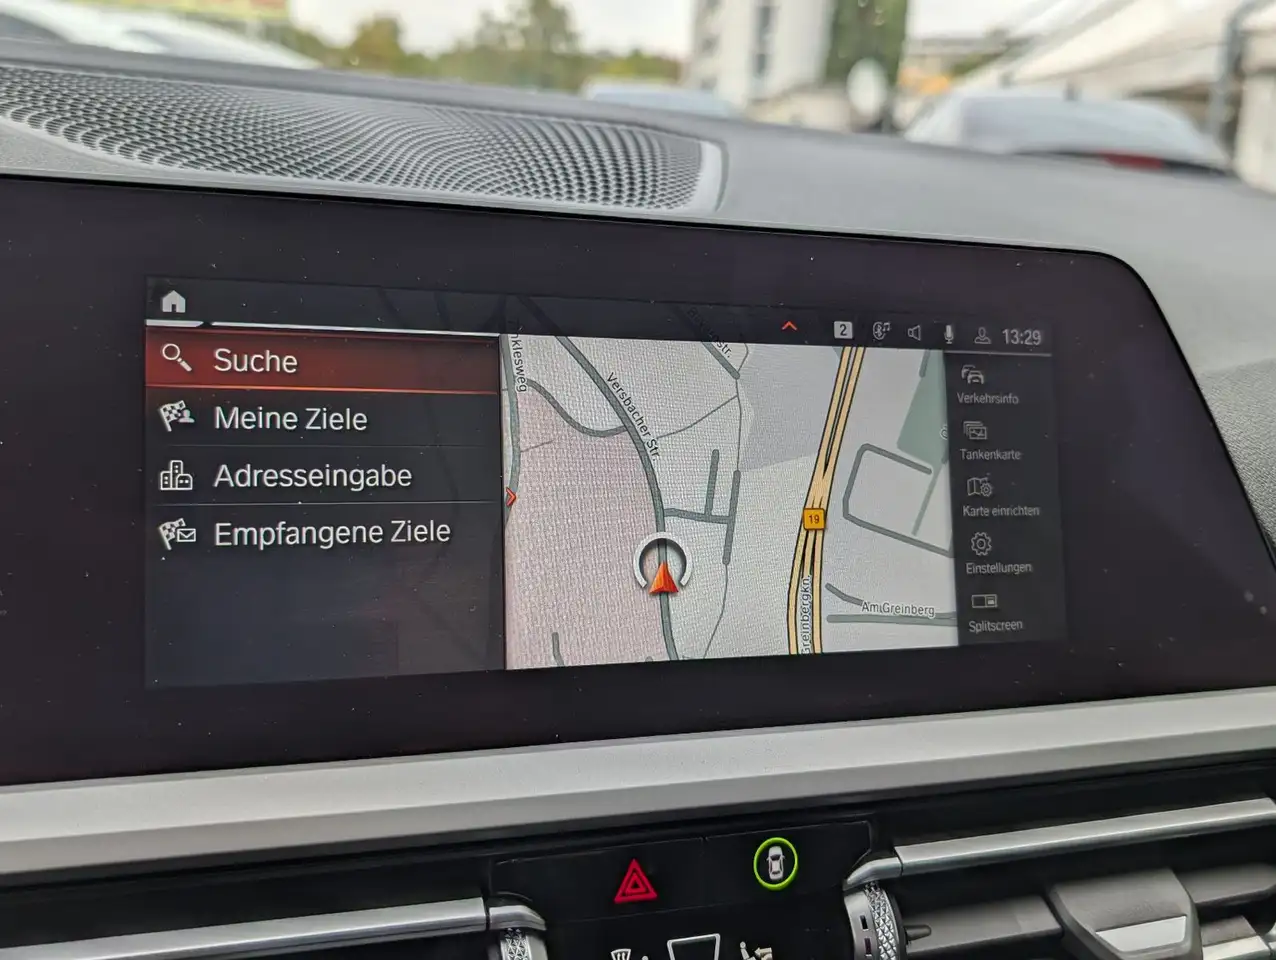 2
13:29
Suche
Meine Ziele
Adresseingabe
Empfangene Ziele
Versbacher Str.
19
Greinbergkn.
Am Greinberg
Verkehrsinfo
Tankenkarte
Karte einrichten
Einstellungen
Splitscreen